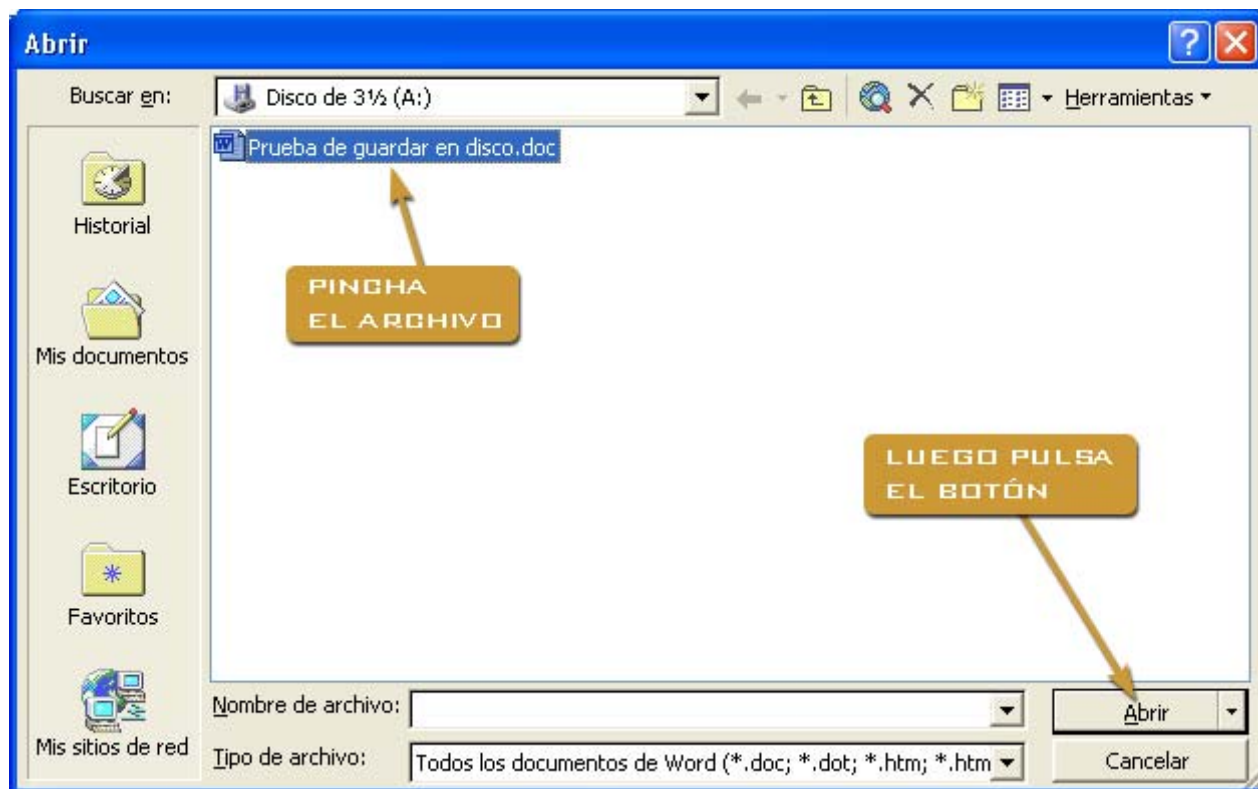 Abrir
Buscar en:
Disco de 3½ (A:)
Herramientas
Prueba de guardar en disco.doc
Historial
PINCHA
EL ARCHIVO
Mis documentos
LUEGO PULSA
EL BOTÓN
Escritorio
Favoritos
Mis sitios de red
Nombre de archivo:
Abrir
Tipo de archivo:
Todos los documentos de Word (*.doc; *.dot; *.htm; *.htm
Cancelar